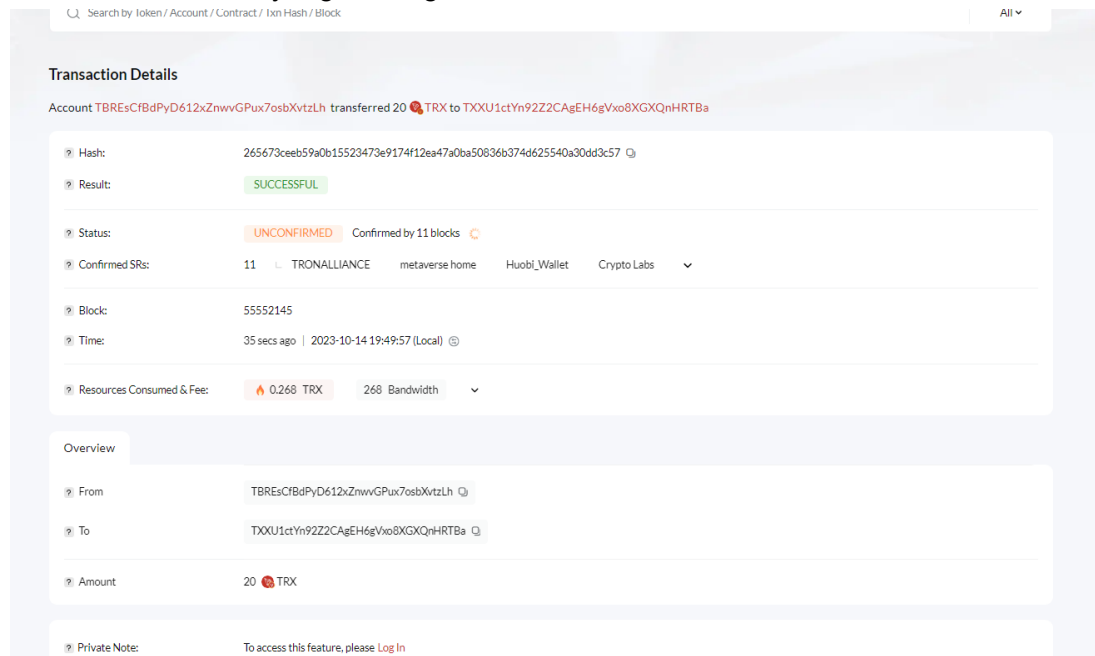 Search by Token / Account / Contract / Txn Hash / Block All
Transaction Details
Account TBREsCfBdPyD612xZnwvGPux7osbXvtzLh transferred 20 TRX to TXXU1ctYn92Z2CAgEH6gVxo8XGXQnHRTBa
Hash: 265673ceeb59a0b15523473e9174f12ea47a0ba50836b374d625540a30dd3c57
Result: SUCCESSFUL
Status: UNCONFIRMED Confirmed by 11 blocks
Confirmed SRs: 11 TRONALLIANCE metaverse home Huobi_Wallet Crypto Labs
Block: 55552145
Time: 35 secs ago | 2023-10-14 19:49:57 (Local)
Resources Consumed & Fee: 0.268 TRX 268 Bandwidth
Overview
From TBREsCfBdPyD612xZnwvGPux7osbXvtzLh
To TXXU1ctYn92Z2CAgEH6gVxo8XGXQnHRTBa
Amount 20 TRX
Private Note: To access this feature, please Log In